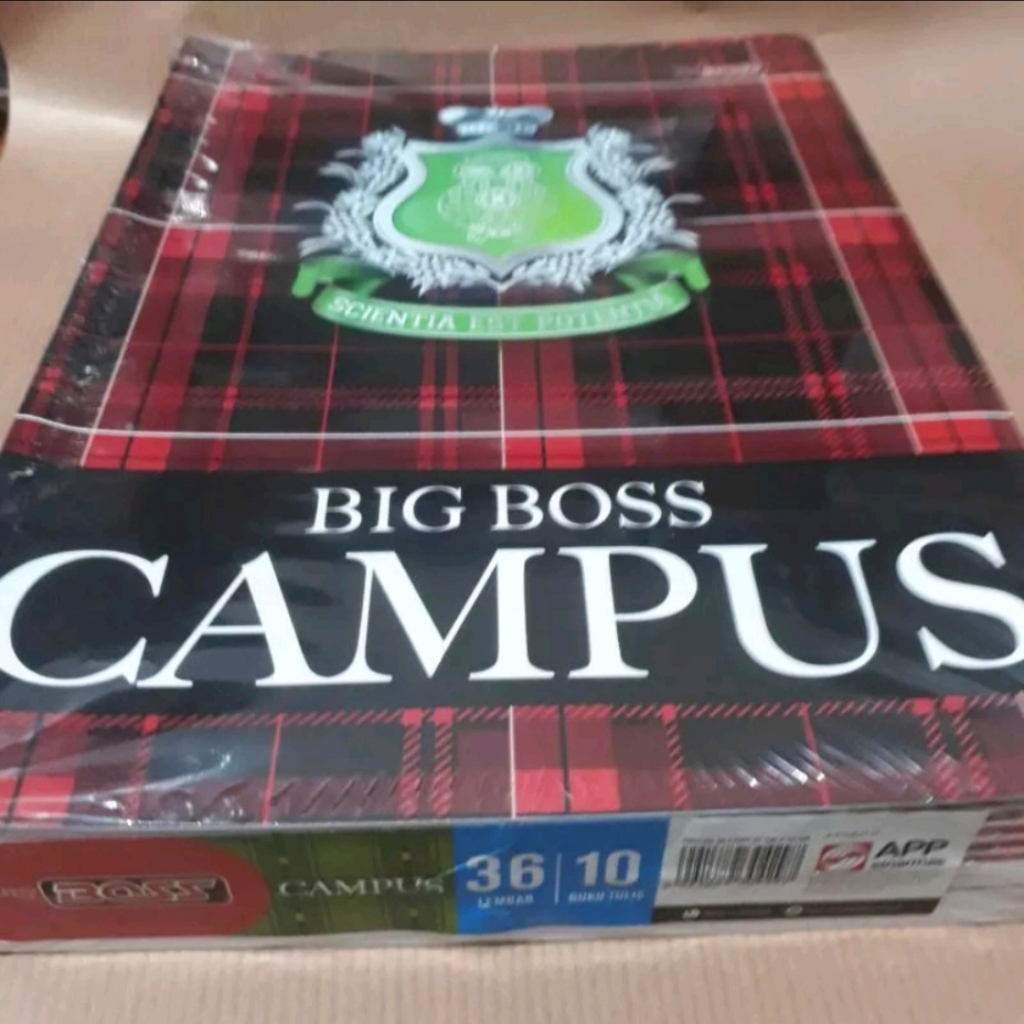 SCIENTIA EST POTENTIA
BIG BOSS
CAMPUS
BOSS
CAMPUS
36
LEMBAR
10
BUKU TULIS
APP